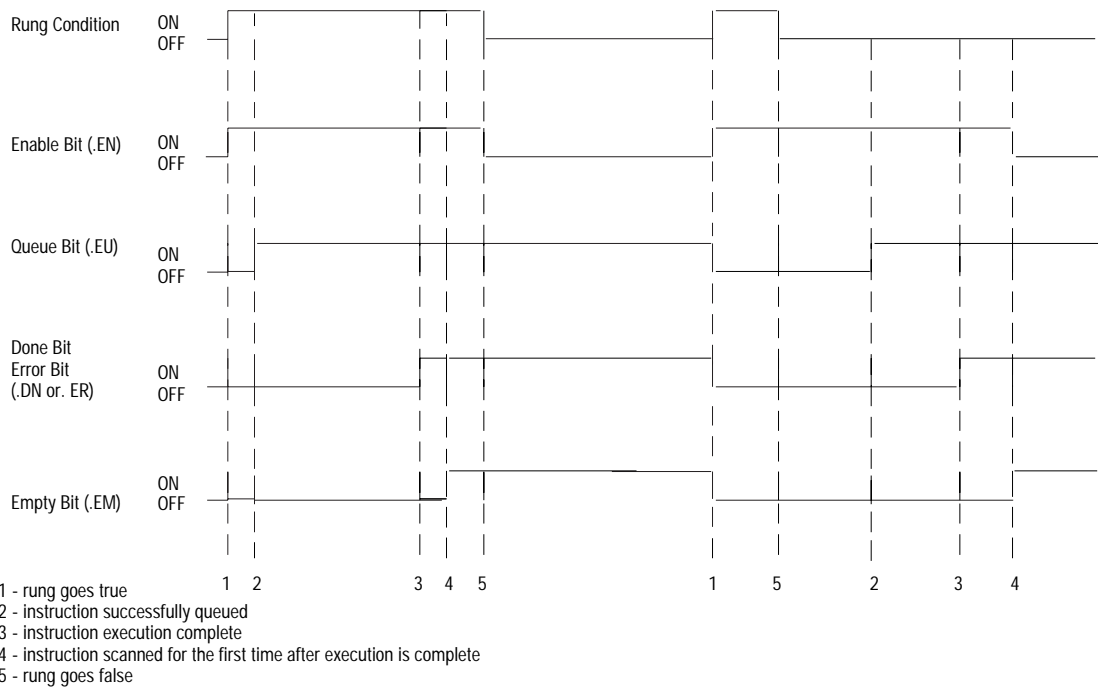 Rung Condition
ON
OFF
Enable Bit (.EN)
ON
OFF
Queue Bit (.EU)
ON
OFF
Done Bit
Error Bit
(.DN or. ER)
ON
OFF
Empty Bit (.EM)
ON
OFF
1 2 3 4 5 1 5 2 3 4
1 - rung goes true
2 - instruction successfully queued
3 - instruction execution complete
4 - instruction scanned for the first time after execution is complete
5 - rung goes false